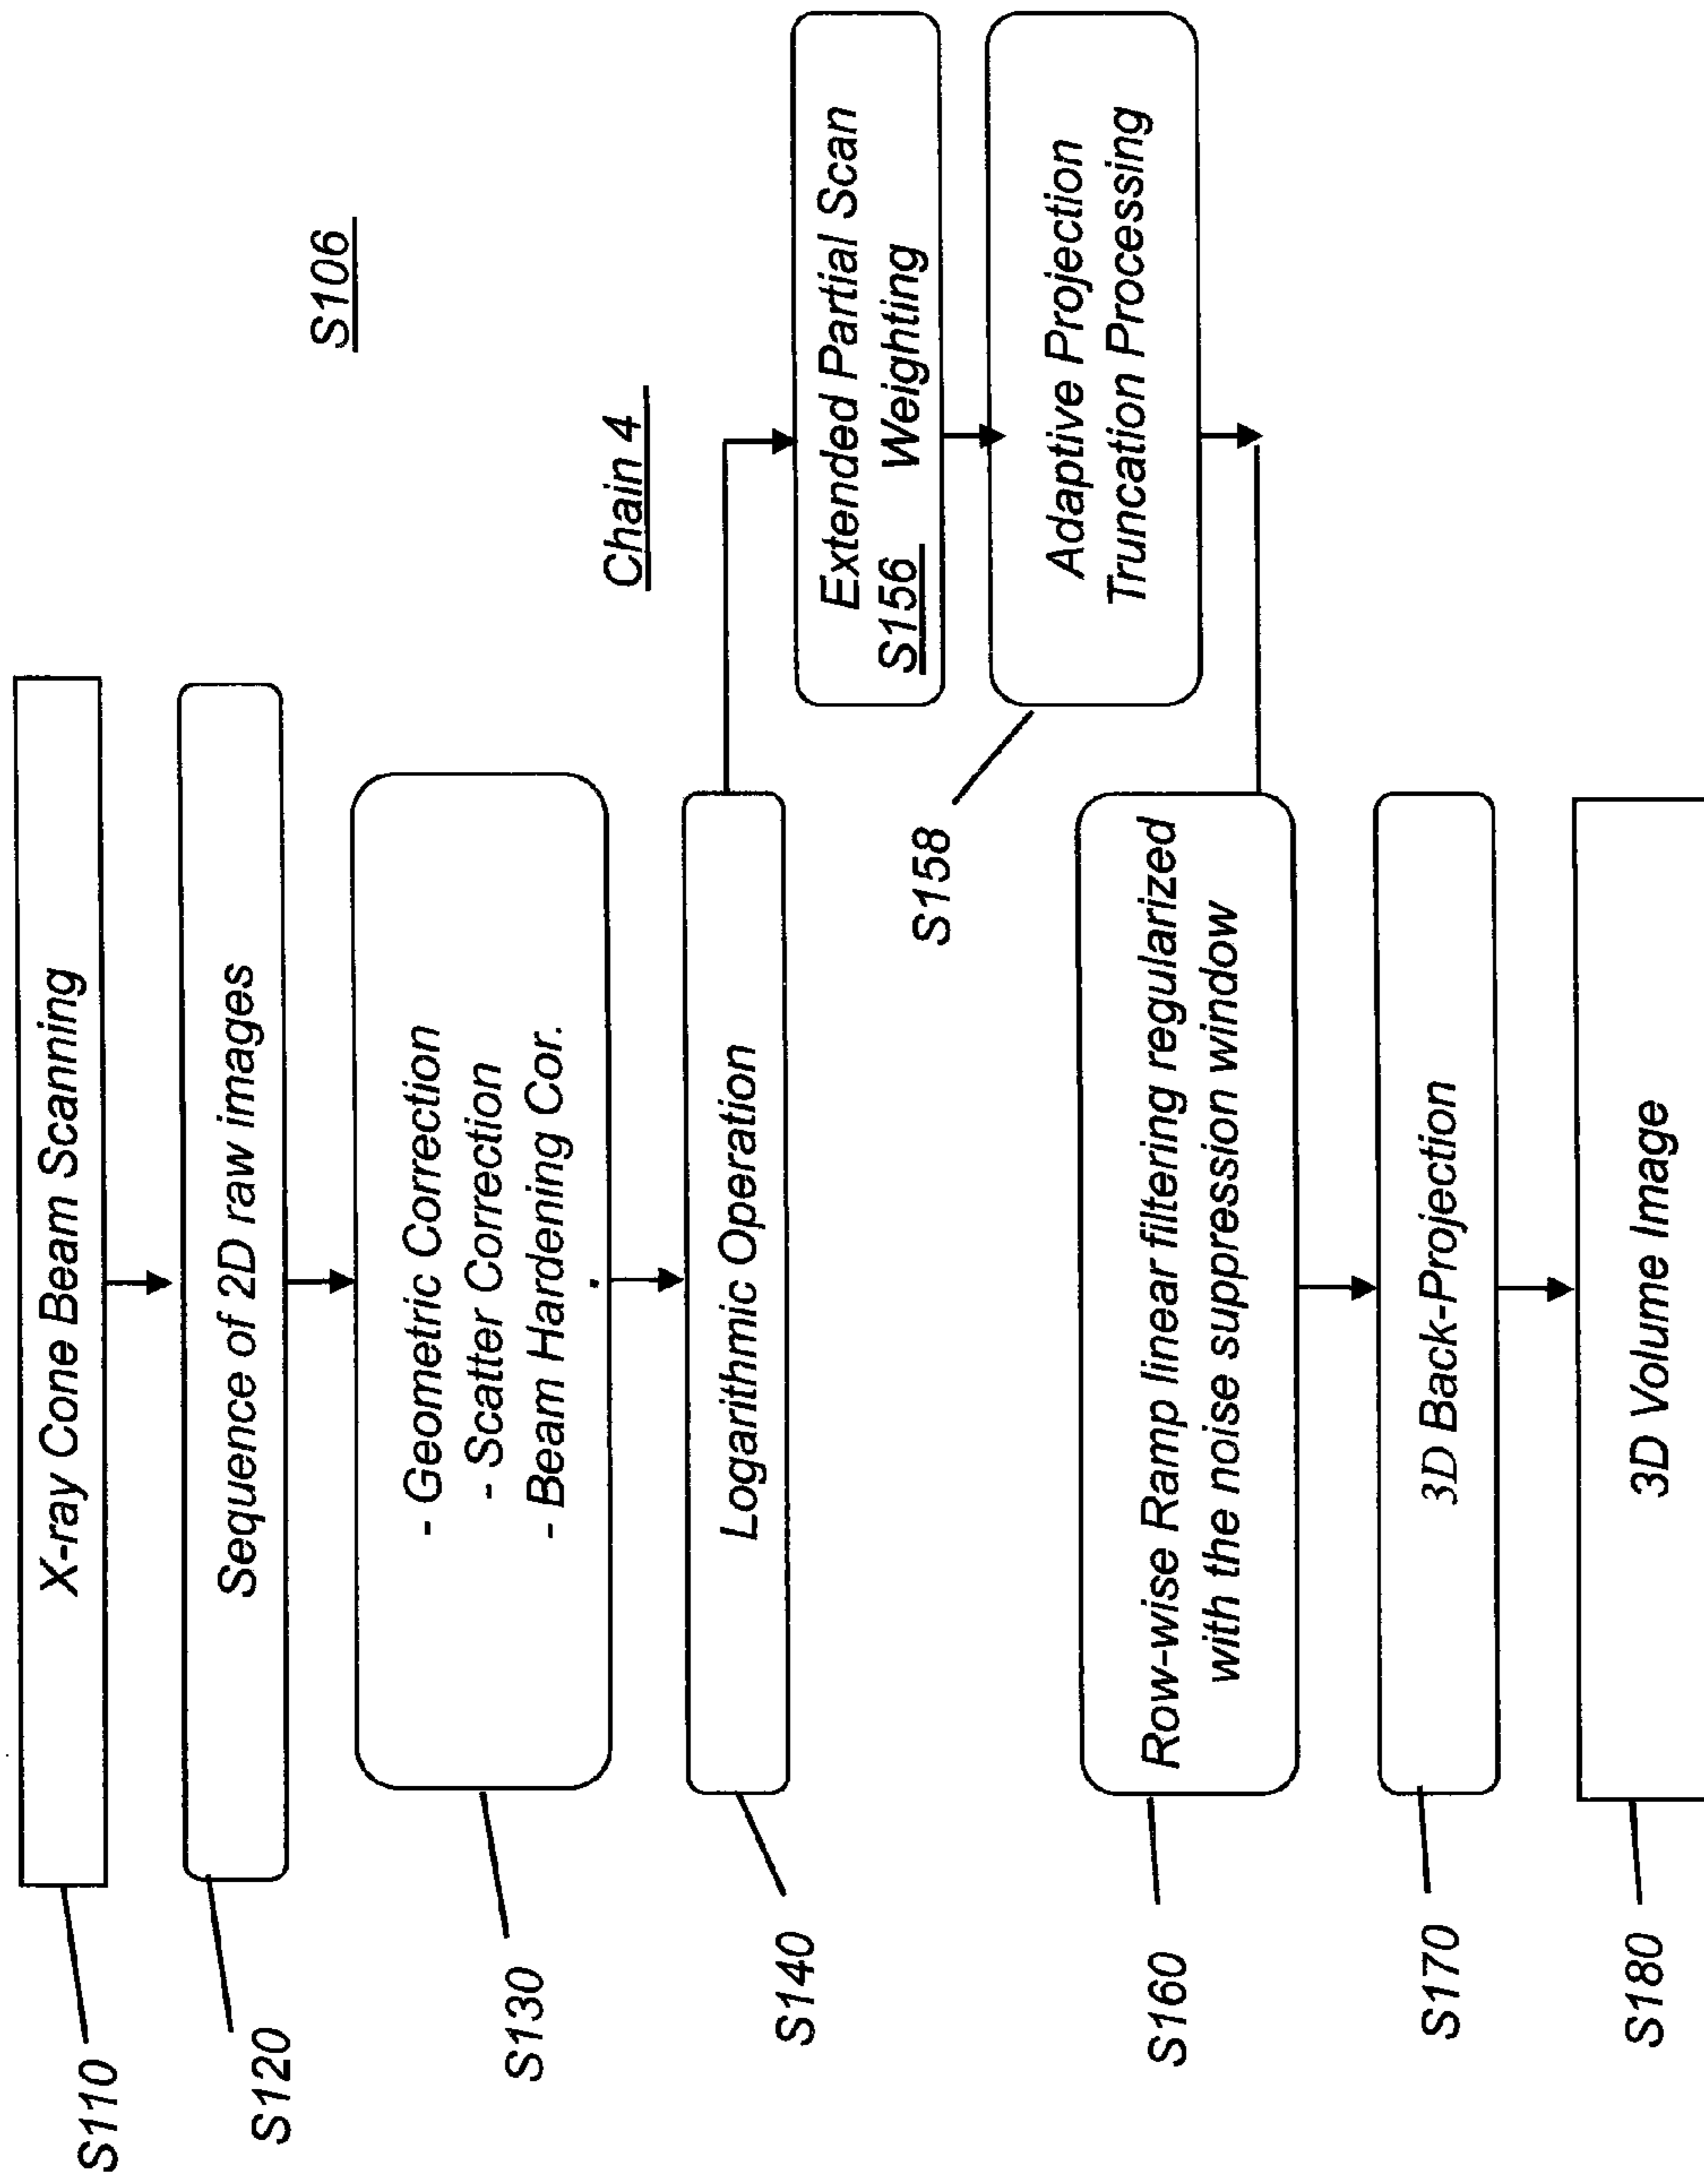 S106
S110
X-ray Cone Beam Scanning
S120
Sequence of 2D raw images
S130
- Geometric Correction
- Scatter Correction
- Beam Hardening Cor.
.
Chain 4
S140
Logarithmic Operation
Extended Partial Scan
S156 Weighting
S158
Adaptive Projection
Truncation Processing
S160
Row-wise Ramp linear filtering regularized
with the noise suppression window
S170
3D Back-Projection
S180
3D Volume Image